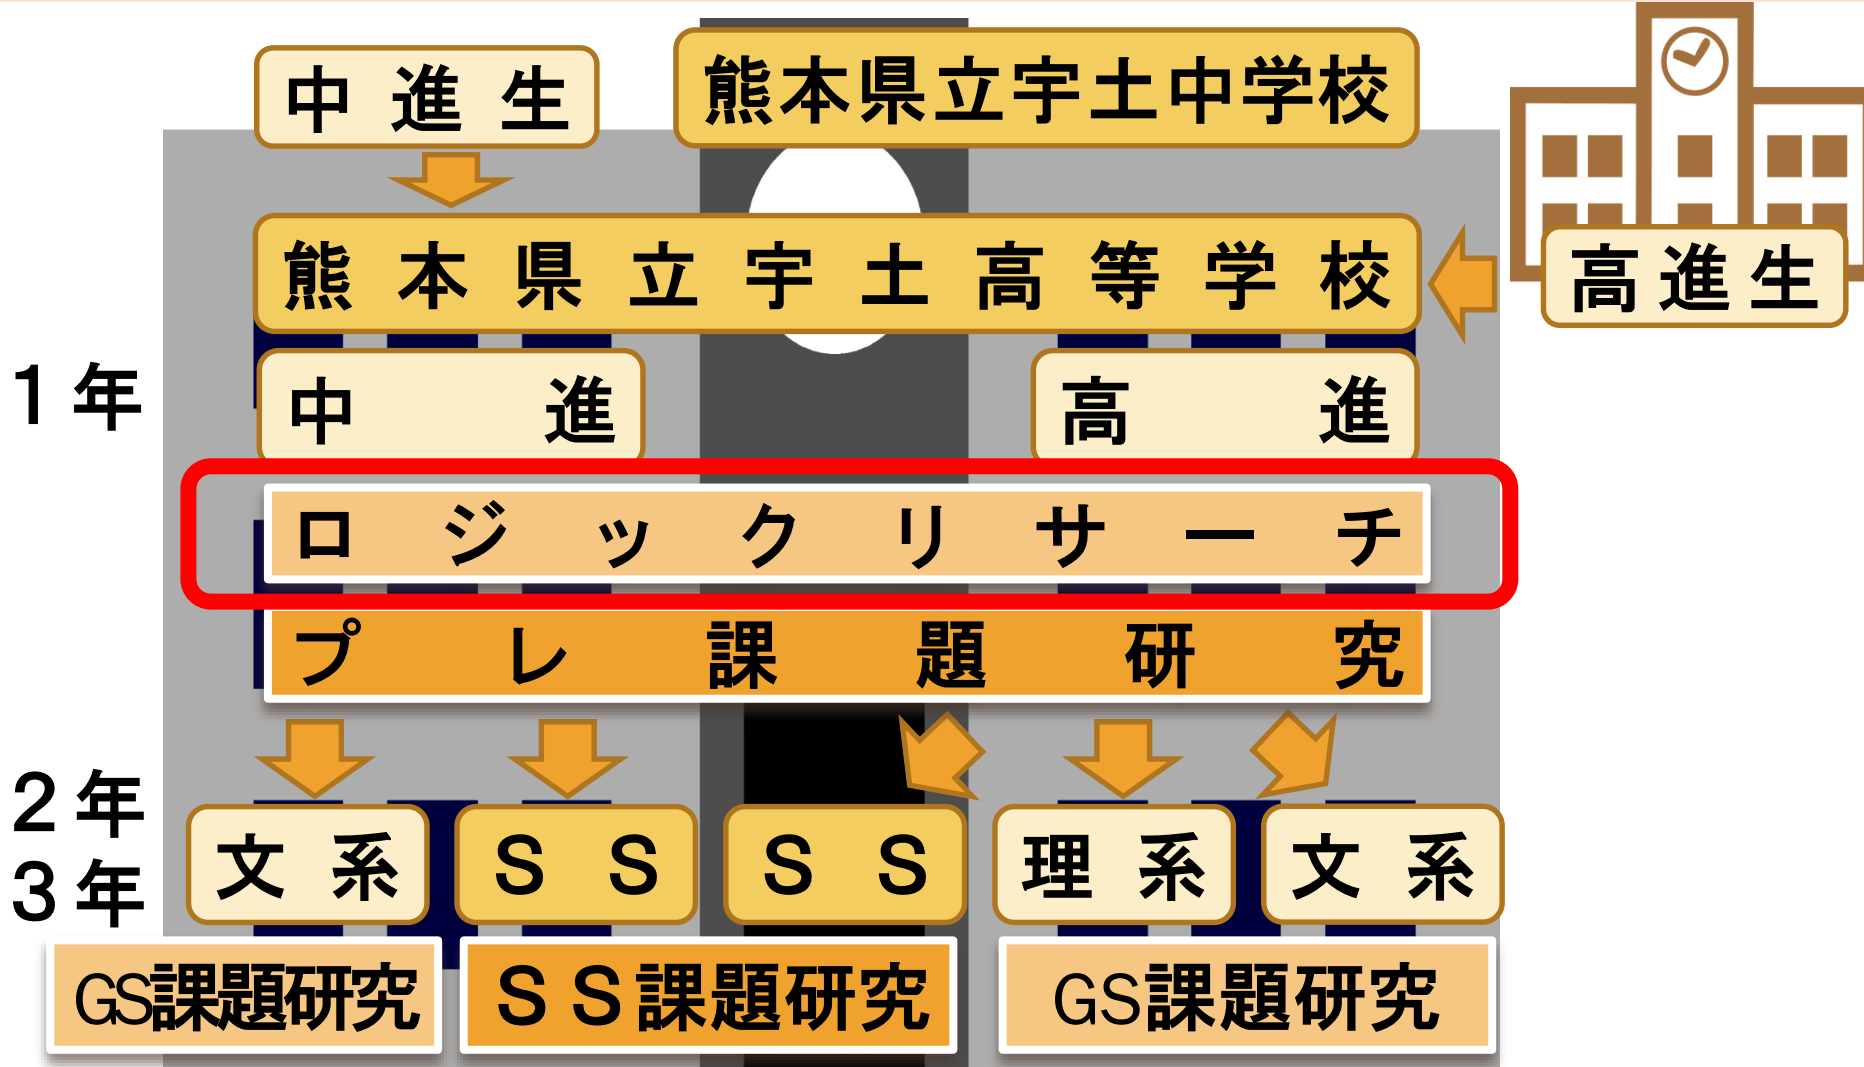 中進生
熊本県立宇土中学校
熊本県立宇土高等学校
高進生
1年
中進
高進
ロジックリサーチ
プレ課題研究
2年
3年
文系
SS
SS
理系
文系
GS課題研究
SS課題研究
GS課題研究